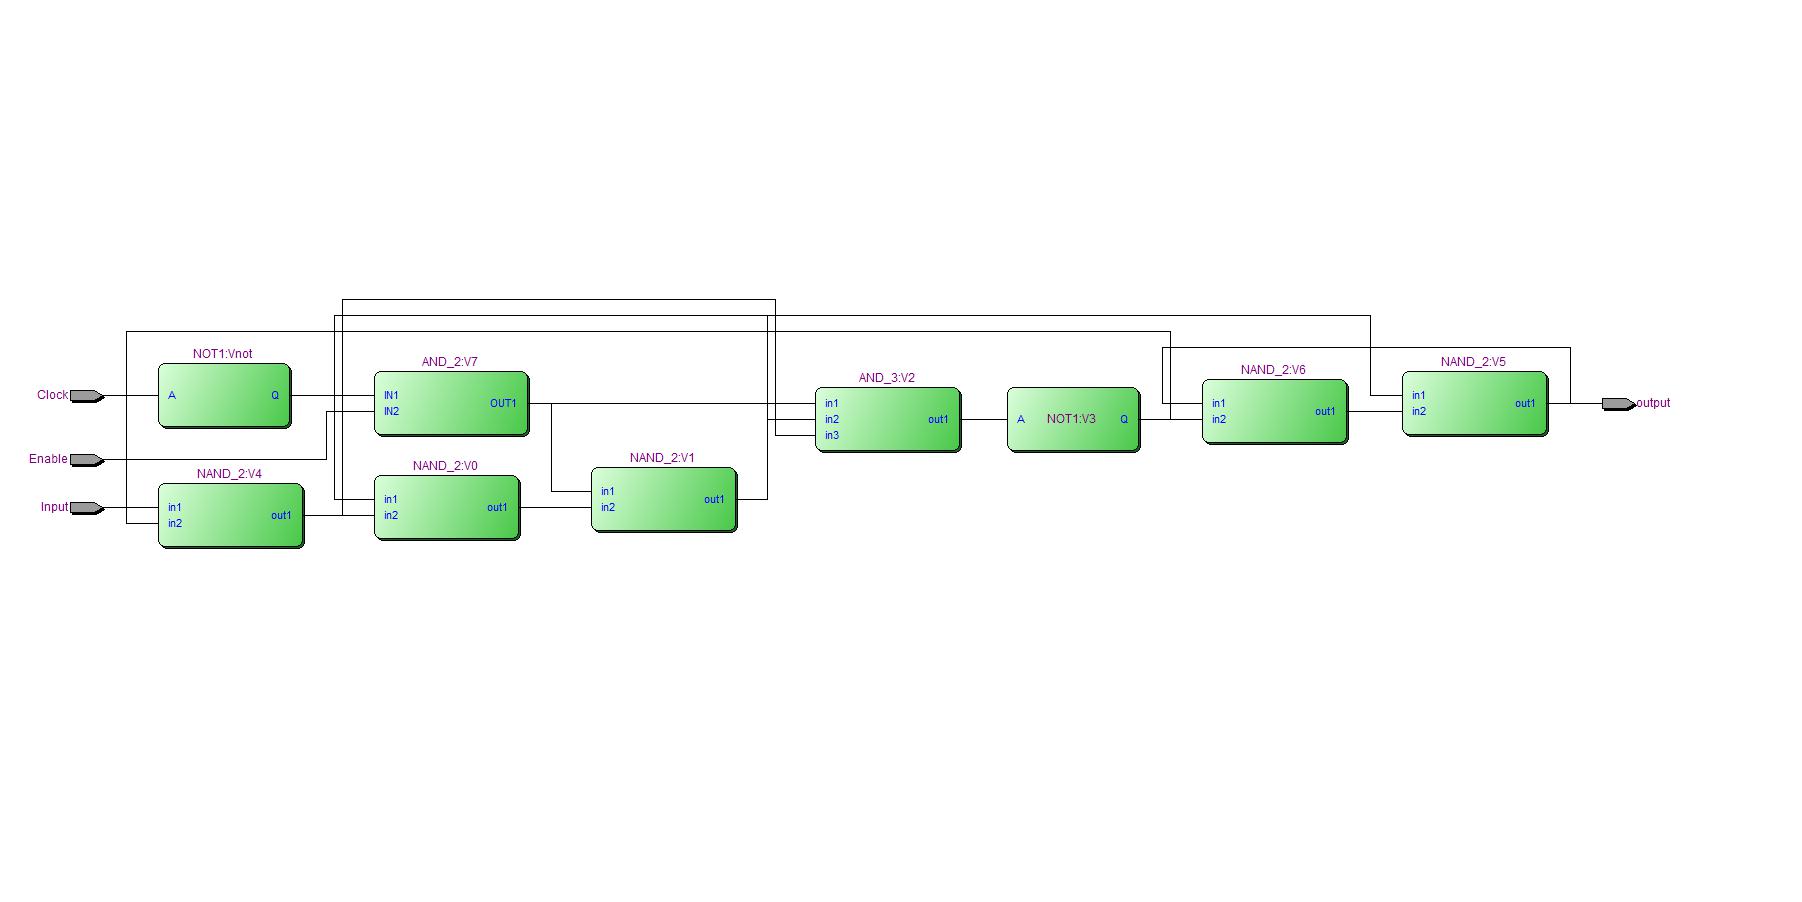 NOT1:Vnot
A
Q
Clock
Enable
Input
NAND_2:V4
in1
in2
out1
AND_2:V7
IN1
IN2
OUT1
NAND_2:V0
in1
in2
out1
NAND_2:V1
in1
in2
out1
AND_3:V2
in1
in2
in3
out1
A
NOT1:V3
Q
NAND_2:V6
in1
in2
out1
NAND_2:V5
in1
in2
out1
output